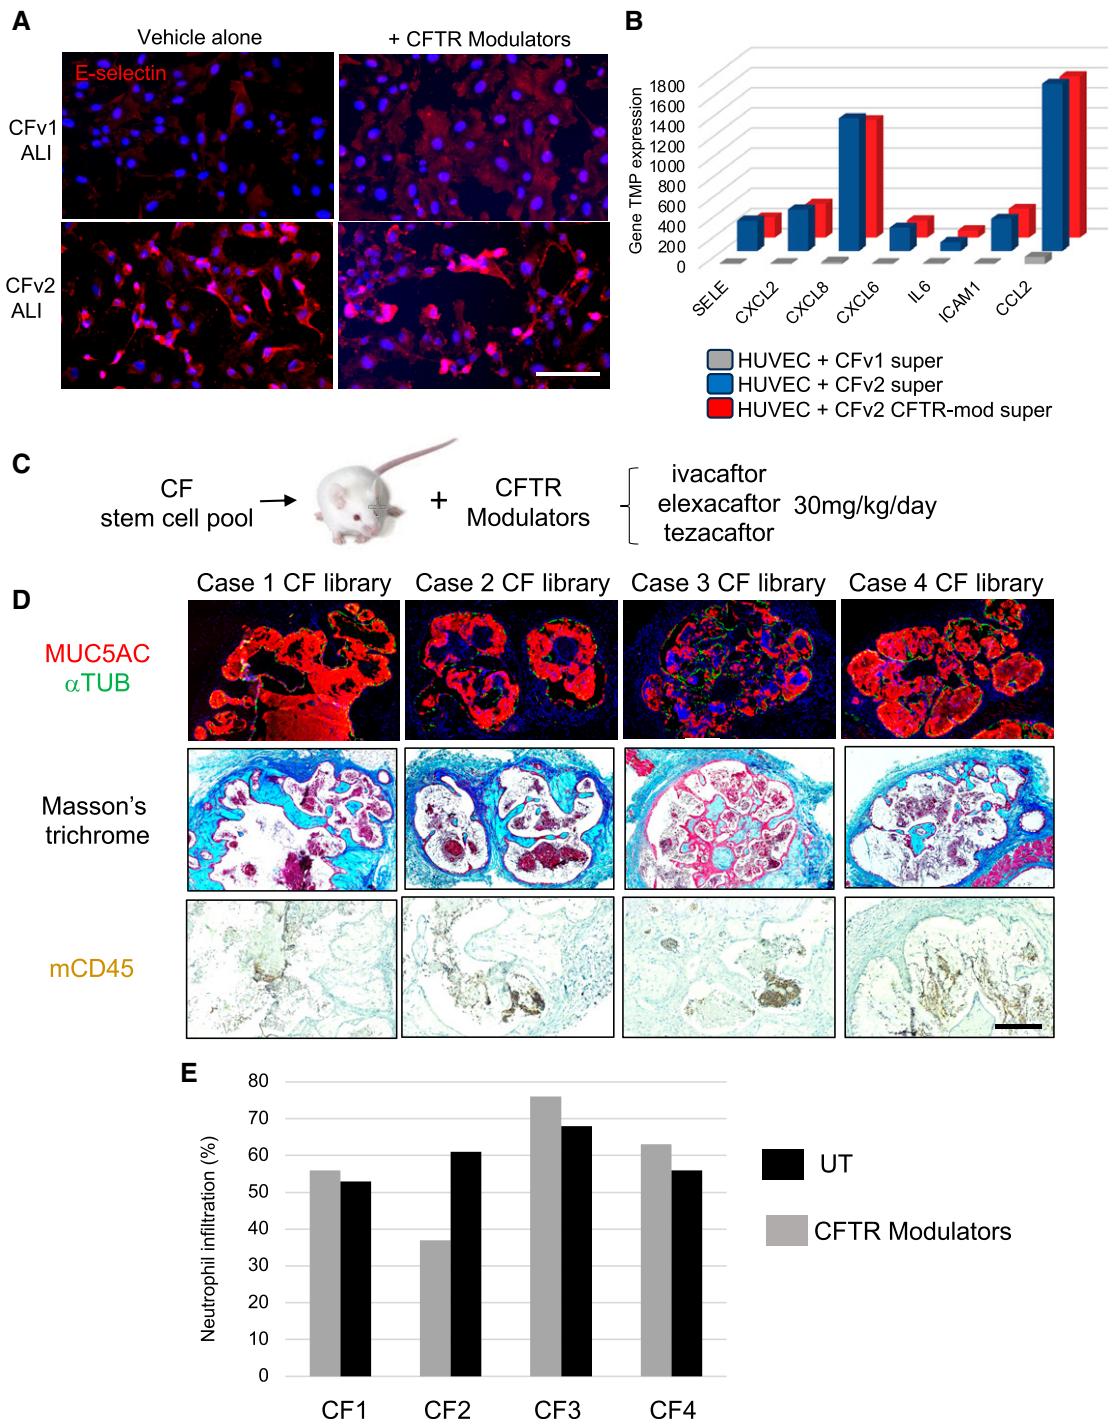 A
Vehicle alone
+ CFTR Modulators
E-selectin
CFv1
ALI
CFv2
ALI
B
Gene TMP expression
1800
1600
1400
1200
1000
800
600
400
200
0
SELE
CXCL2
CXCL8
CXCL6
IL6
ICAM1
CCL2
HUVEC + CFv1 super
HUVEC + CFv2 super
HUVEC + CFv2 CFTR-mod super
C
CF
stem cell pool
+
CFTR
Modulators
ivacaftor
elexacaftor
tezacaftor
30mg/kg/day
D
Case 1 CF library
Case 2 CF library
Case 3 CF library
Case 4 CF library
MUC5AC
αTUB
Masson's
trichrome
mCD45
E
Neutrophil infiltration (%)
80
70
60
50
40
30
20
10
0
CF1
CF2
CF3
CF4
UT
CFTR Modulators